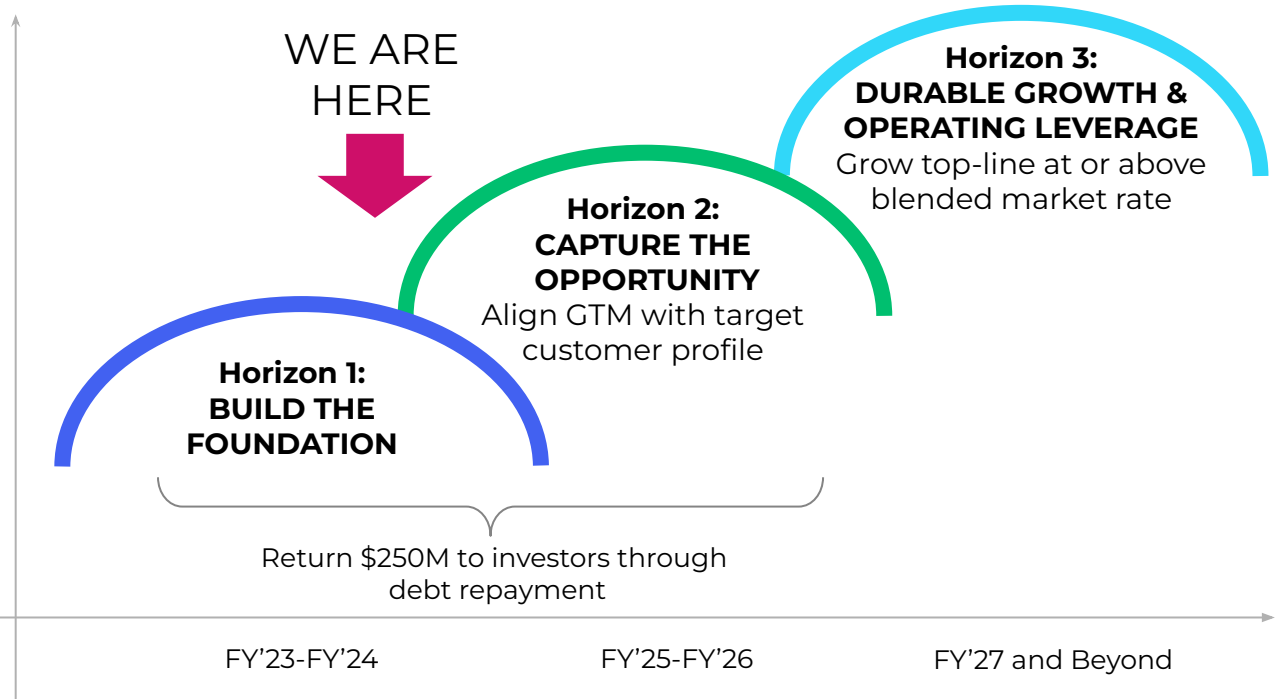 WE ARE
HERE
Horizon 3:
DURABLE GROWTH &
OPERATING LEVERAGE
Grow top-line at or above
blended market rate
Horizon 2:
CAPTURE THE
OPPORTUNITY
Align GTM with target
customer profile
Horizon 1:
BUILD THE
FOUNDATION
Return $250M to investors through
debt repayment
FY’23-FY’24
FY’25-FY’26
FY’27 and Beyond